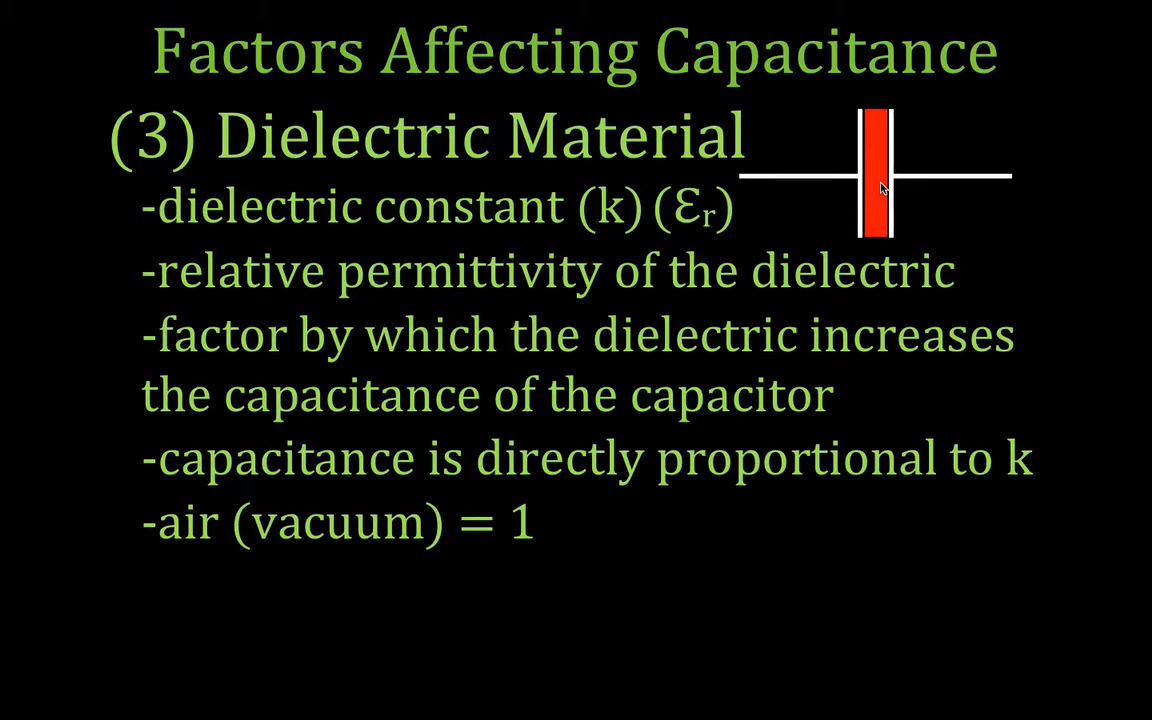 Factors Affecting Capacitance
(3) Dielectric Material
-dielectric constant (k) (Ɛᵣ)
-relative permittivity of the dielectric
-factor by which the dielectric increases
the capacitance of the capacitor
-capacitance is directly proportional to k
-air (vacuum) = 1